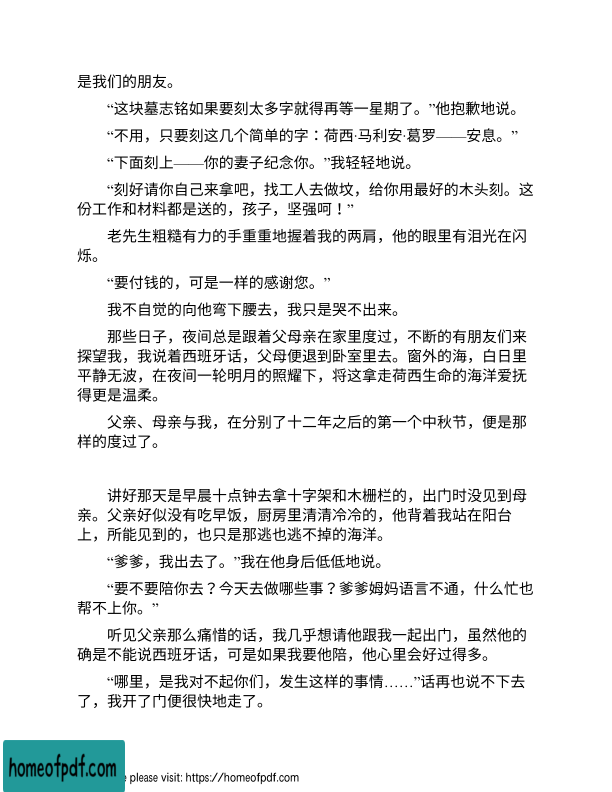 是我们的朋友。
“这块墓志铭如果要刻太多字就得再等一星期了。”他抱歉地说。
“不用，只要刻这几个简单的字：荷西·马利安·葛罗——安息。”
“下面刻上——你的妻子纪念你。”我轻轻地说。
“刻好请你自己来拿吧，找工人去做坟，给你用最好的木头刻。这
份工作和材料都是送的，孩子，坚强呵！”
老先生粗糙有力的手重重地握着我的两肩，他的眼里有泪光在闪
烁。
“要付钱的，可是一样的感谢您。”
我不自觉的向他弯下腰去，我只是哭不出来。
那些日子，夜间总是跟着父母亲在家里度过，不断的有朋友们来
探望我，我说着西班牙话，父母便退到卧室里去。窗外的海，白日里
平静无波，在夜间一轮明月的照耀下，将这拿走荷西生命的海洋爱抚
得更是温柔。
父亲、母亲与我，在分别了十二年之后的第一个中秋节，便是那
样的度过了。
讲好那天是早晨十点钟去拿十字架和木栅栏的，出门时没见到母
亲。父亲好似没有吃早饭，厨房里清清冷冷的，他背着我站在阳台
上，所能见到的，也只是那逃也逃不掉的海洋。
“爹爹，我出去了。”我在他身后低低地说。
“要不要陪你去？今天去做哪些事？爹爹姆妈语言不通，什么忙也
帮不上你。”
听见父亲那么痛惜的话，我几乎想请他跟我一起出门，虽然他的
确是不能说西班牙话，可是如果我要他陪，他心里会好过得多。
“哪里，是我对不起你们，发生这样的事情……”话再也说不下去
了，我开了门便很快地走了。
homeofpdf.com
e please visit: https://homeofpdf.com